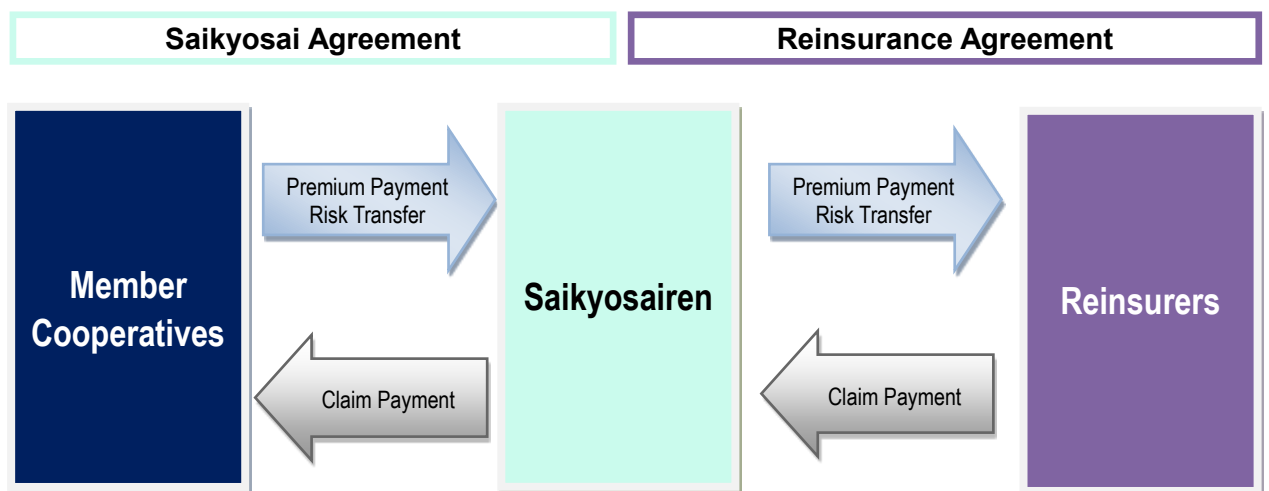 Saikyosai Agreement
Reinsurance Agreement
Member
Cooperatives
Premium Payment
Risk Transfer
Claim Payment
Saikyosairen
Premium Payment
Risk Transfer
Claim Payment
Reinsurers